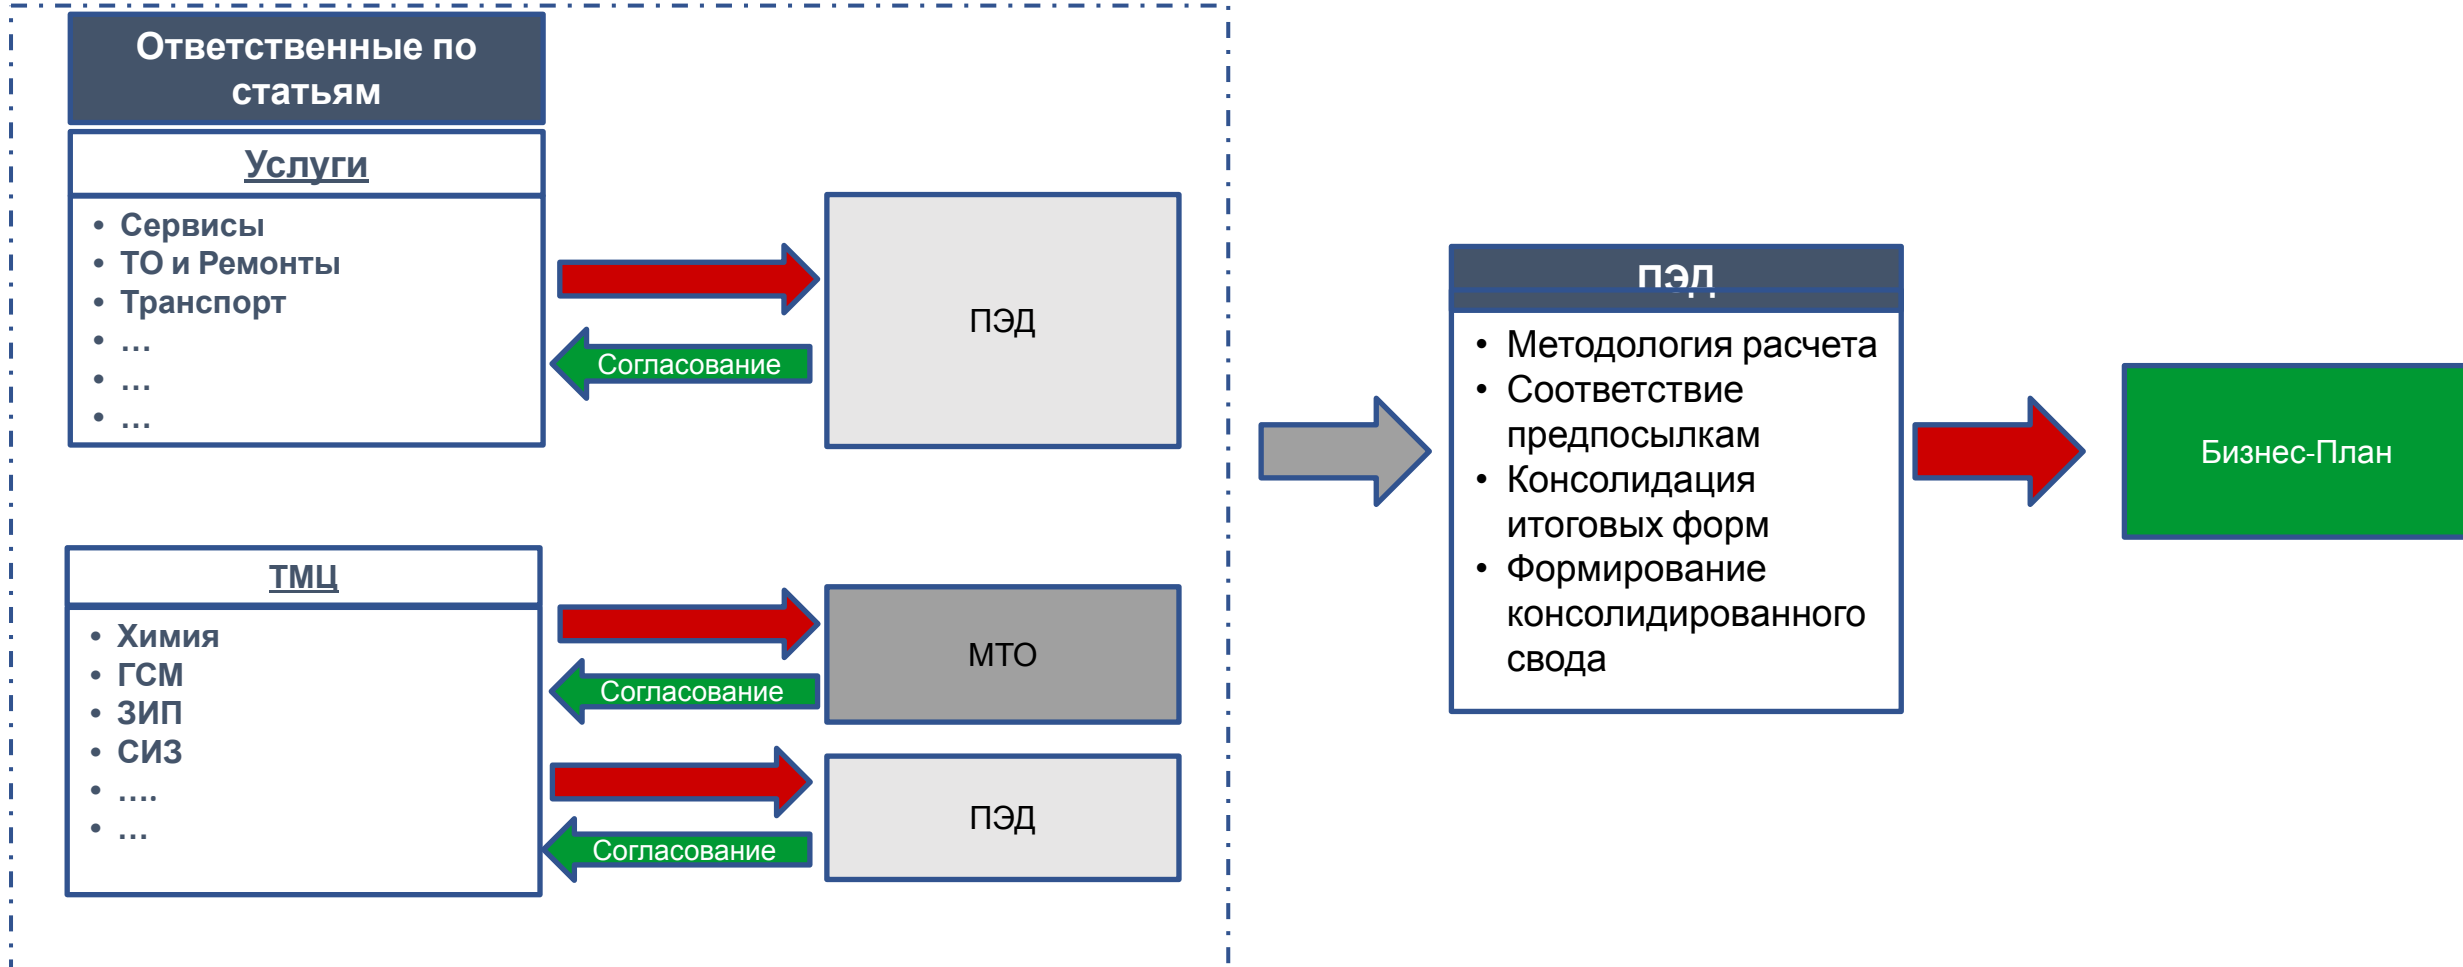 Ответственные по
статьям
Услуги
• Сервисы
• ТО и Ремонты
• Транспорт
• …
• …
• …
Согласование
ПЭД
ТМЦ
• Химия
• ГСМ
• ЗИП
• СИЗ
• ….
• …
Согласование
МТО
Согласование
ПЭД
ПЭД
• Методология расчета
• Соответствие
предпосылкам
• Консолидация
итоговых форм
• Формирование
консолидированного
свода
Бизнес-План